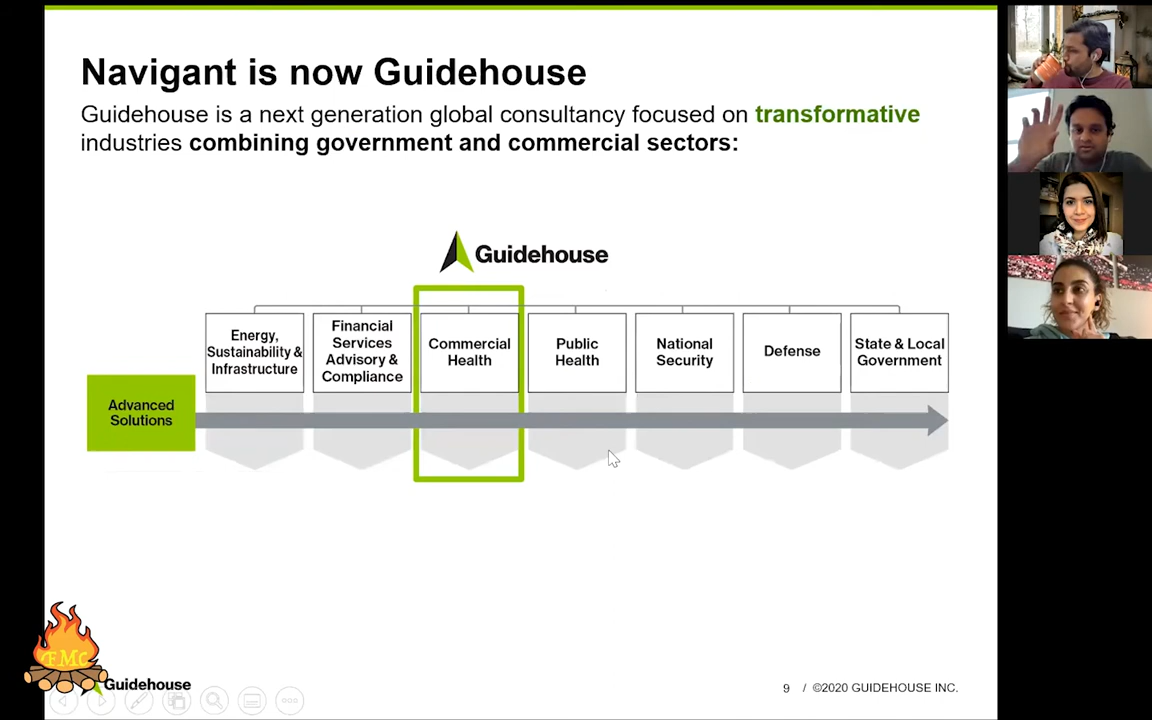 Navigant is now Guidehouse
Guidehouse is a next generation global consultancy focused on transformative
industries combining government and commercial sectors:
Guidehouse
Energy,
Sustainability &
Infrastructure
Financial
Services
Advisory &
Compliance
Commercial
Health
Public
Health
National
Security
Defense
State & Local
Government
Advanced
Solutions
FMC
Guidehouse
9 / ©2020 GUIDEHOUSE INC.